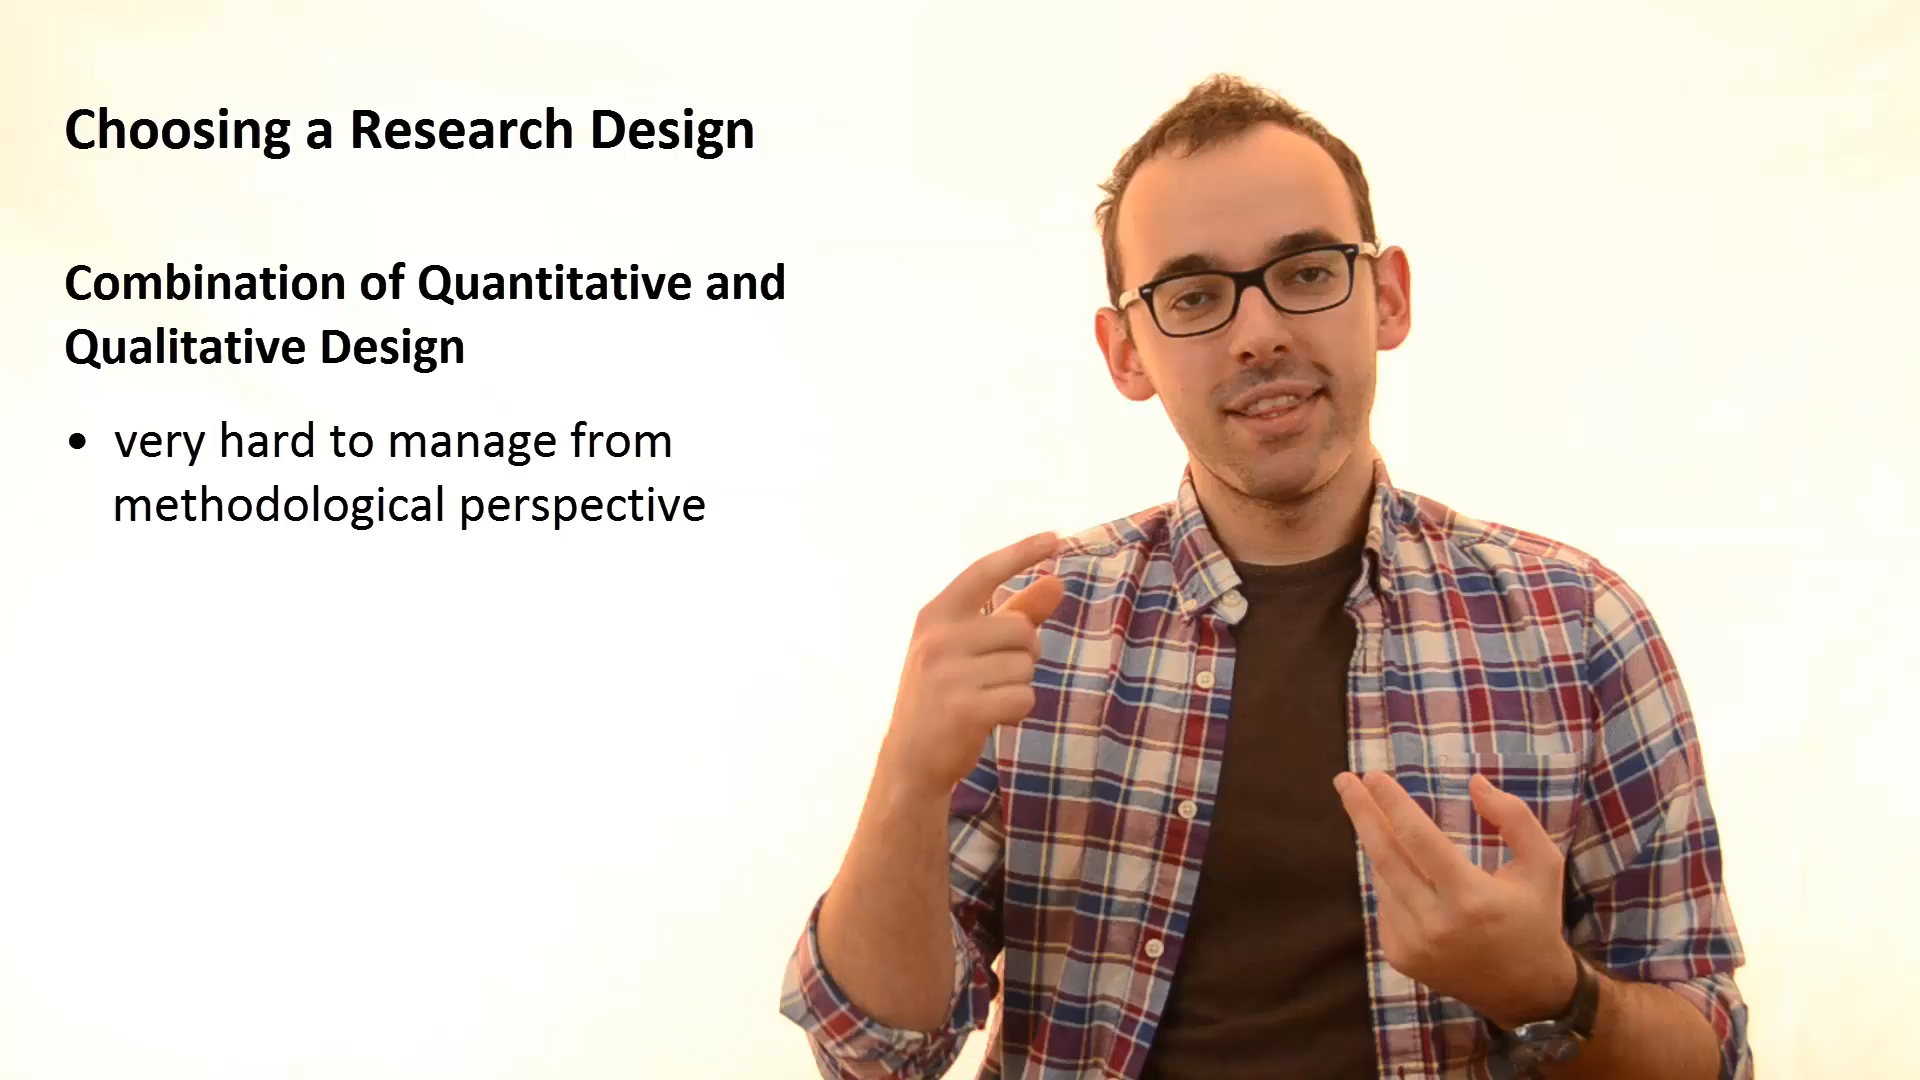 Choosing a Research Design
Combination of Quantitative and
Qualitative Design
• very hard to manage from
methodological perspective